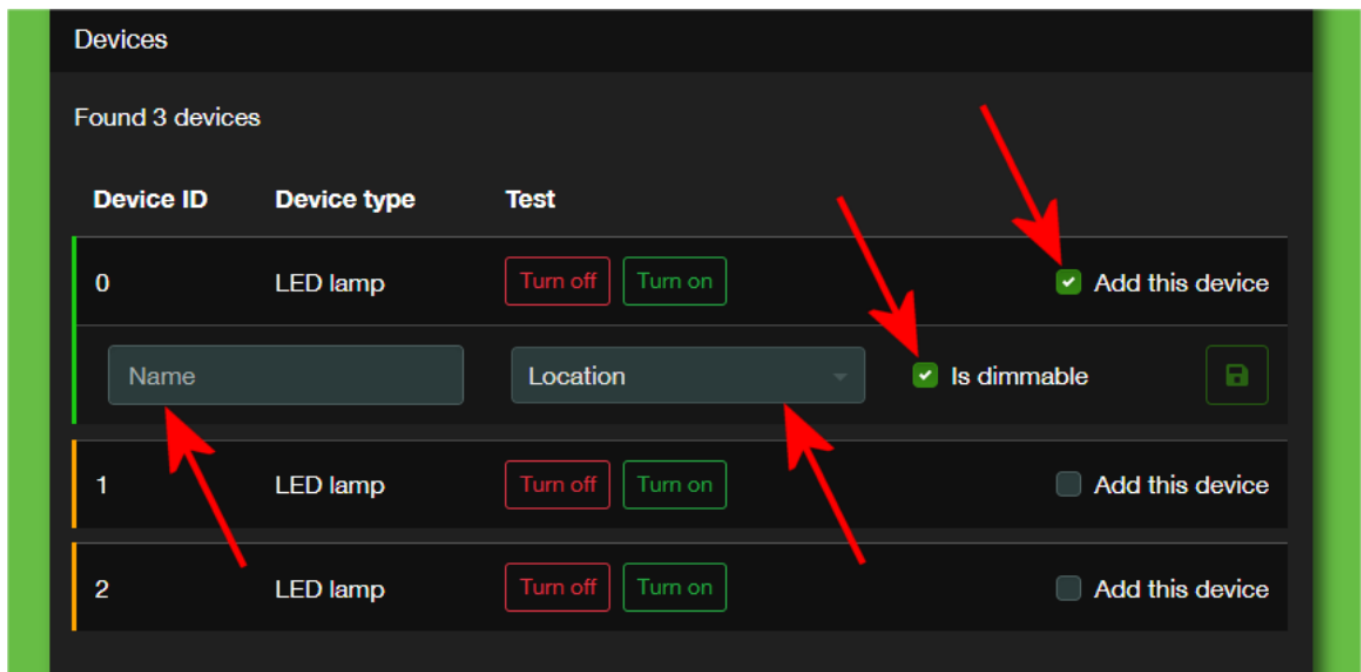 Devices
Found 3 devices
Device ID Device type Test
0 LED lamp Turn off Turn on Add this device
Name Location Is dimmable
1 LED lamp Turn off Turn on Add this device
2 LED lamp Turn off Turn on Add this device